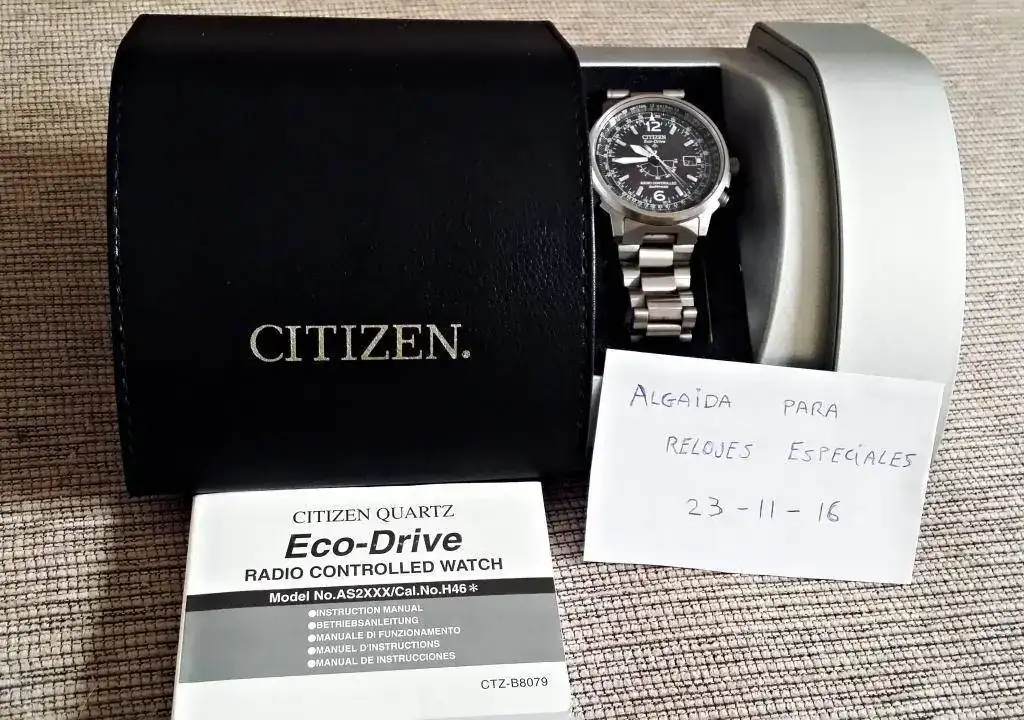 12
CITIZEN
Eco-Drive
RADIO CONTROLLED
6
CITIZEN.
ALGAIDA PARA
RELOJES ESPECIALES
23-11-16
CITIZEN QUARTZ
Eco-Drive
RADIO CONTROLLED WATCH
Model No.AS2XXX/Cal.No.H46*
●INSTRUCTION MANUAL
●BETRIEBSANLEITUNG
●MANUALE DI FUNZIONAMENTO
●MANUEL D'INSTRUCTIONS
●MANUAL DE INSTRUCCIONES
CTZ-B8079